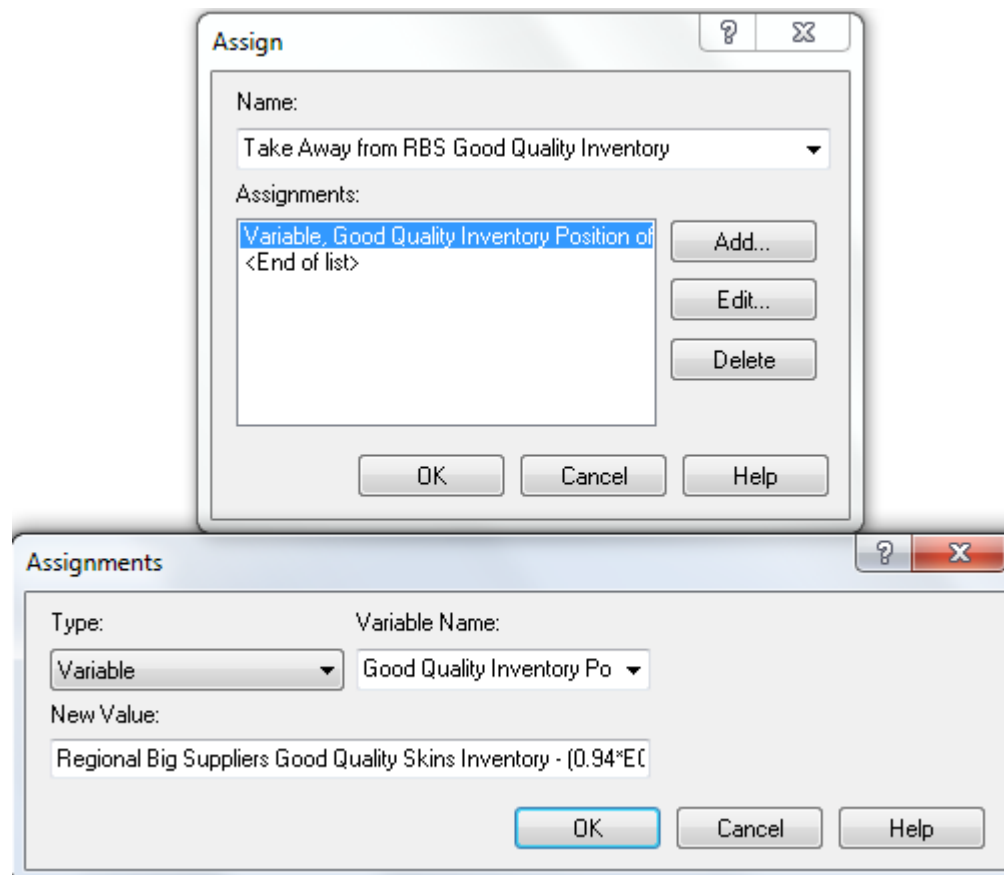 Assign
Name:
Take Away from RBS Good Quality Inventory
Assignments:
Variable, Good Quality Inventory Position of
<End of list>
Add...
Edit...
Delete
OK Cancel Help
Assignments
Type: Variable Name:
Variable Good Quality Inventory Po
New Value:
Regional Big Suppliers Good Quality Skins Inventory - (0.94*EO
OK Cancel Help